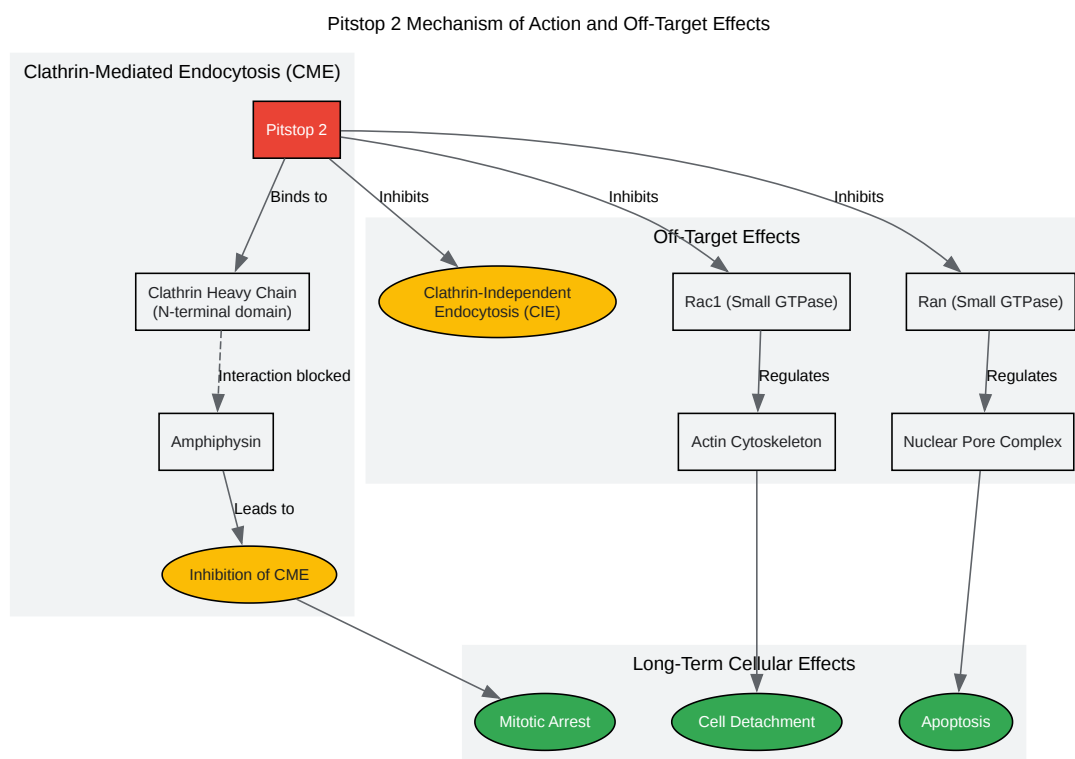 Pitstop 2 Mechanism of Action and Off-Target Effects
Clathrin-Mediated Endocytosis (CME)
Pitstop 2
Binds to
Inhibits
Inhibits
Inhibits
Off-Target Effects
Clathrin Heavy Chain
(N-terminal domain)
Clathrin-Independent
Endocytosis (CIE)
Rac1 (Small GTPase)
Ran (Small GTPase)
Interaction blocked
Regulates
Regulates
Amphiphysin
Actin Cytoskeleton
Nuclear Pore Complex
Leads to
Inhibition of CME
Long-Term Cellular Effects
Mitotic Arrest
Cell Detachment
Apoptosis